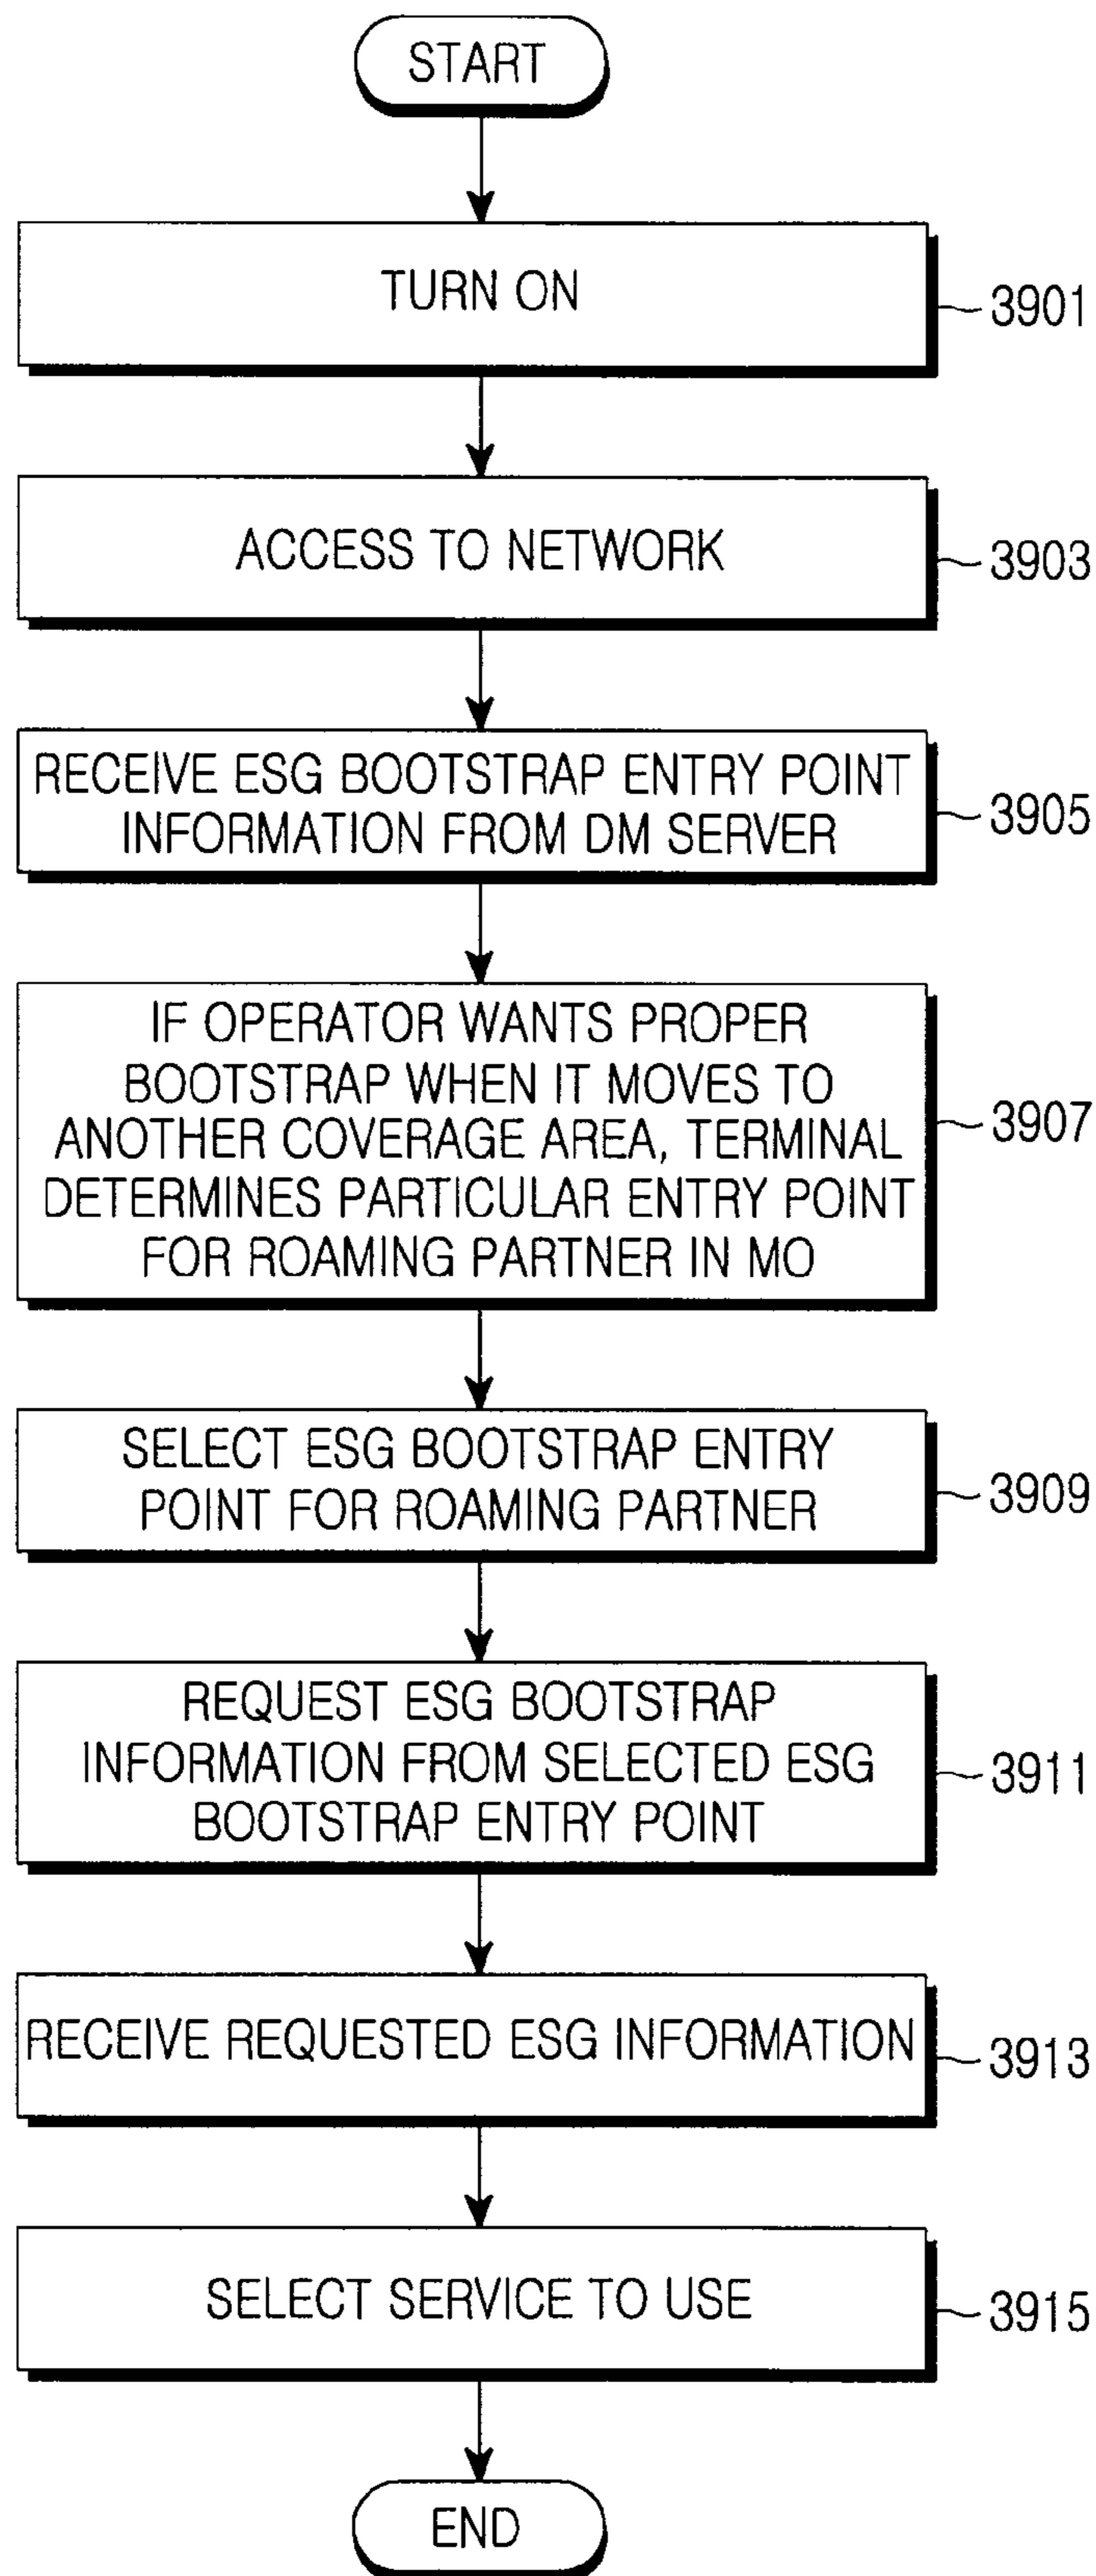 START
TURN ON
3901
ACCESS TO NETWORK
3903
RECEIVE ESG BOOTSTRAP ENTRY POINT
INFORMATION FROM DM SERVER
3905
IF OPERATOR WANTS PROPER
BOOTSTRAP WHEN IT MOVES TO
ANOTHER COVERAGE AREA, TERMINAL
DETERMINES PARTICULAR ENTRY POINT
FOR ROAMING PARTNER IN MO
3907
SELECT ESG BOOTSTRAP ENTRY
POINT FOR ROAMING PARTNER
3909
REQUEST ESG BOOTSTRAP
INFORMATION FROM SELECTED ESG
BOOTSTRAP ENTRY POINT
3911
RECEIVE REQUESTED ESG INFORMATION
3913
SELECT SERVICE TO USE
3915
END